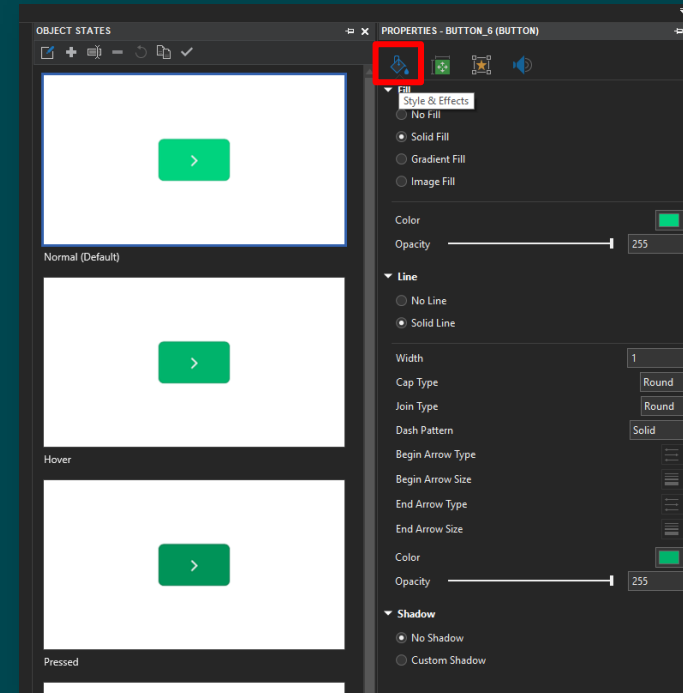 OBJECT STATES
Normal (Default)
Hover
Pressed
PROPERTIES - BUTTON_6 (BUTTON)
Fill
Style & Effects
No Fill
Solid Fill
Gradient Fill
Image Fill
Color
Opacity 255
Line
No Line
Solid Line
Width 1
Cap Type Round
Join Type Round
Dash Pattern Solid
Begin Arrow Type
Begin Arrow Size
End Arrow Type
End Arrow Size
Color
Opacity 255
Shadow
No Shadow
Custom Shadow